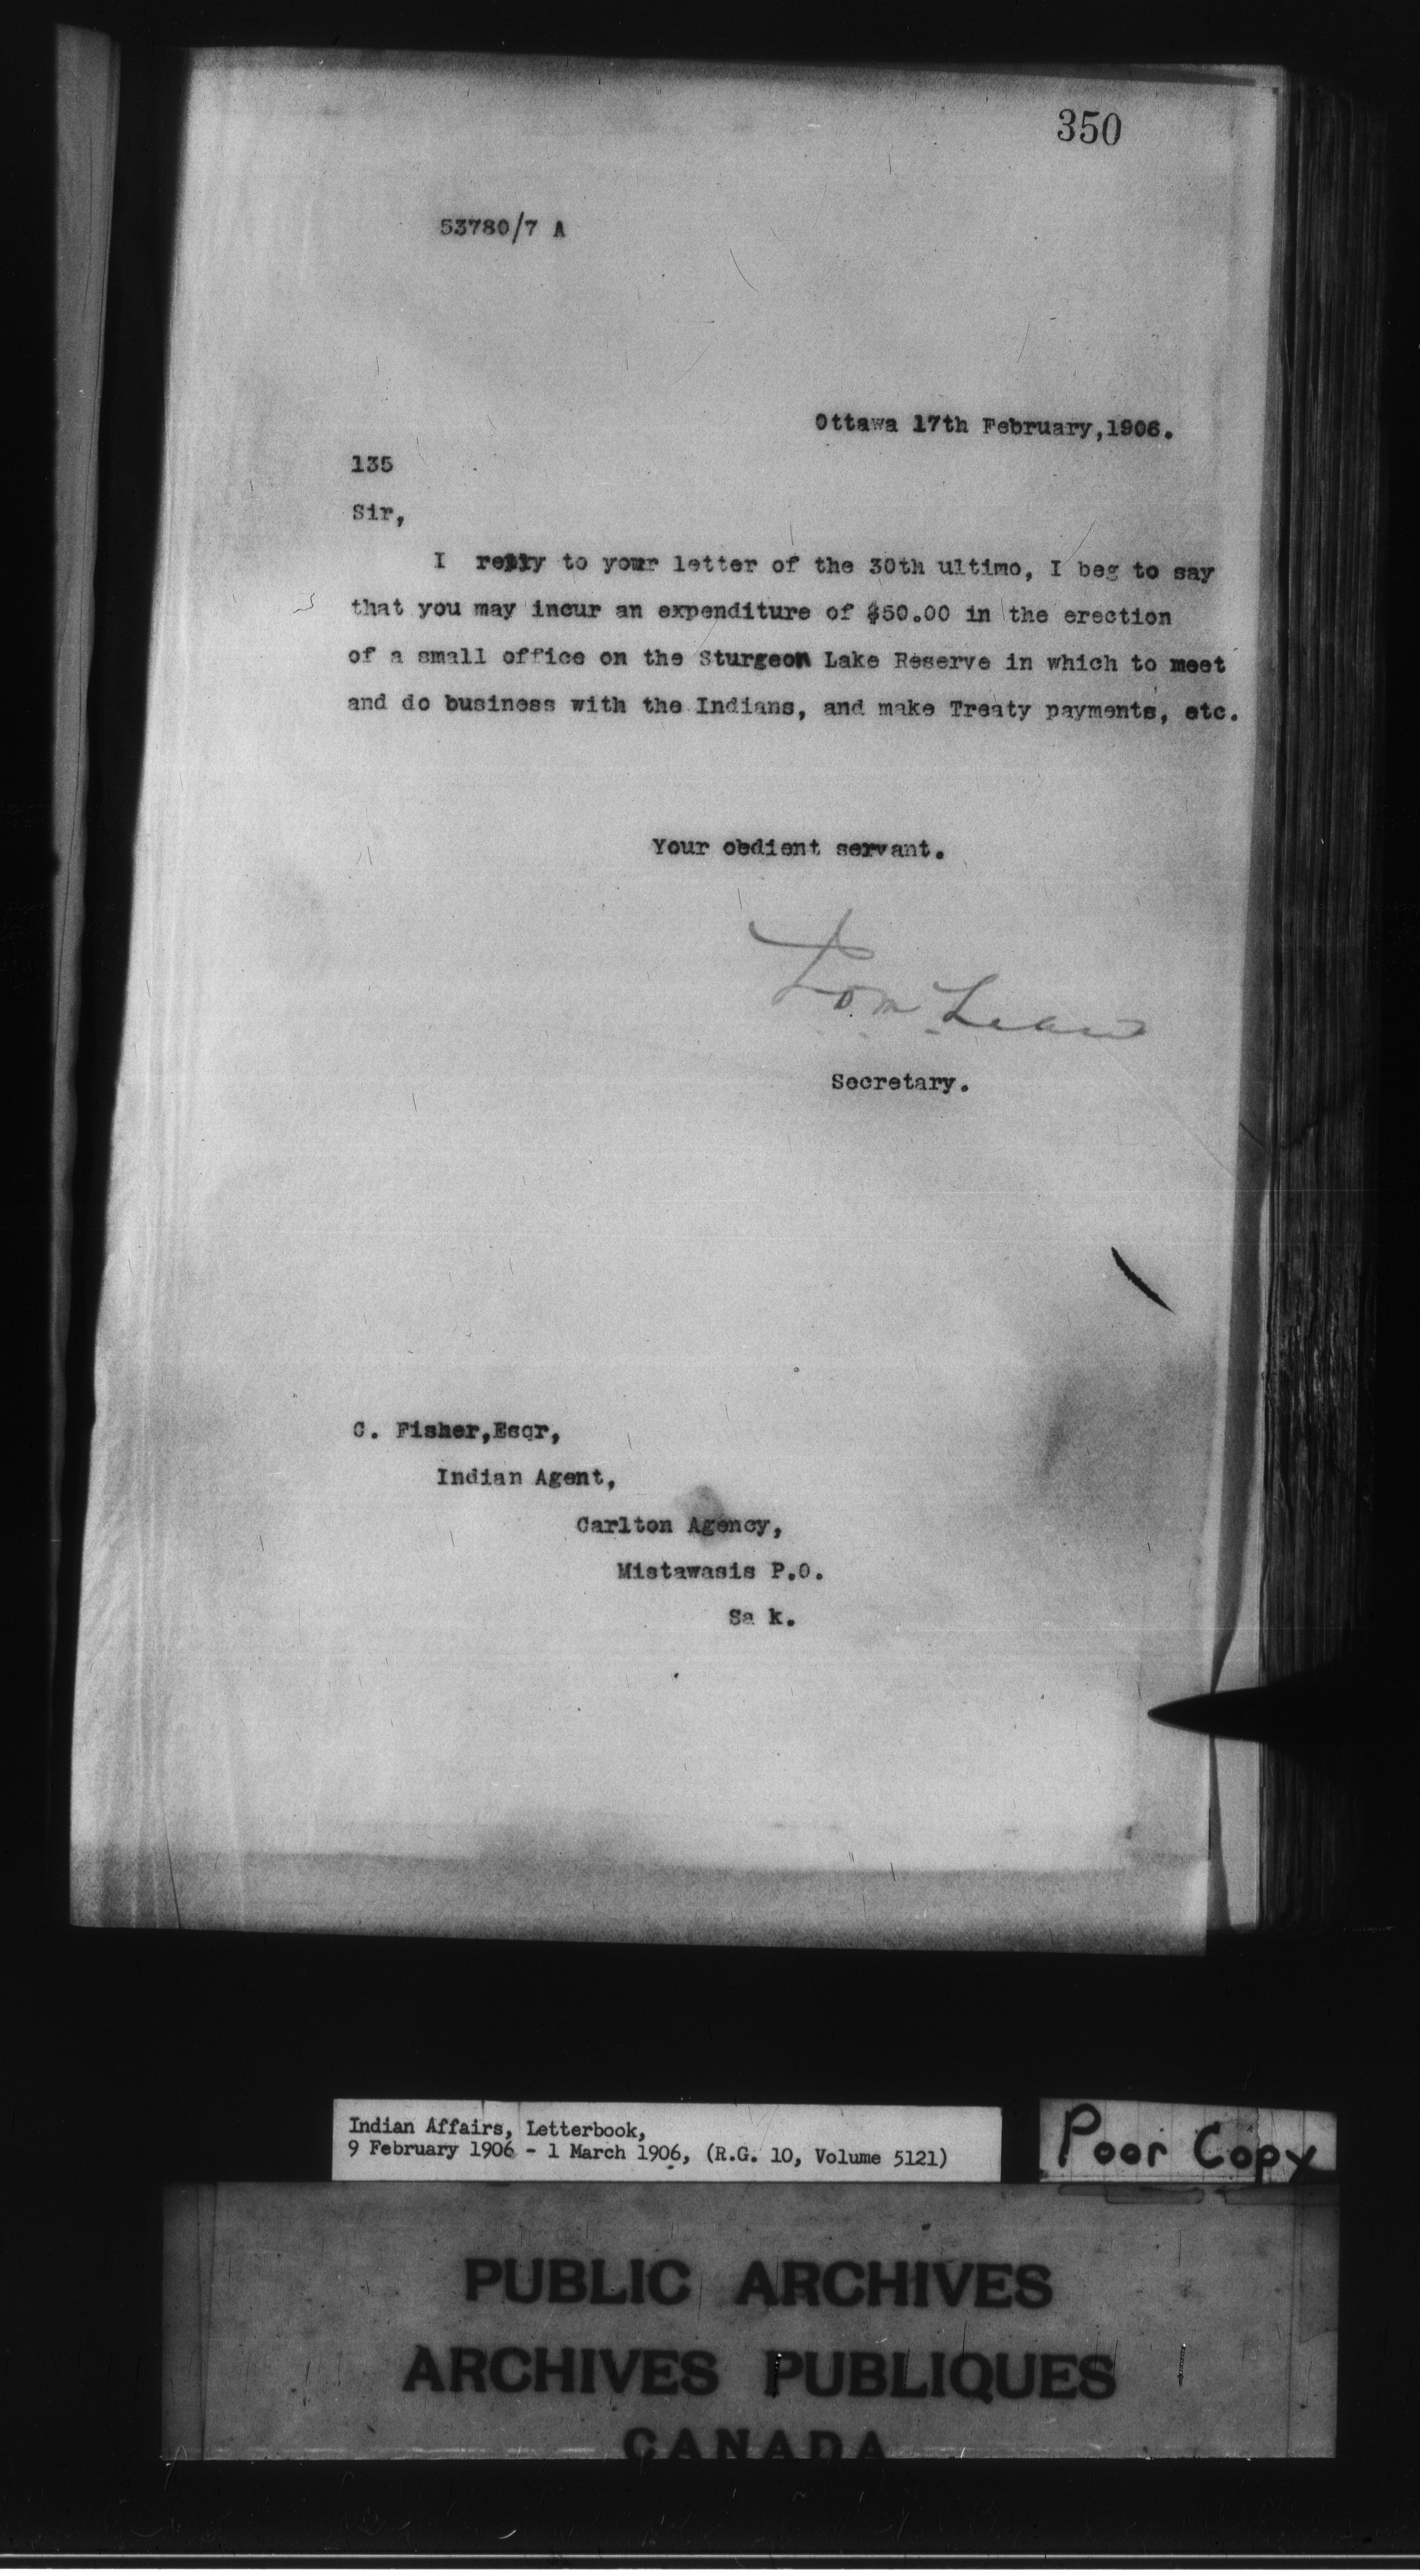 350
53780/7 A
Ottawa 17th February,1906.
135
Sir,
I reply to your letter of the 30th ultimo, I beg to say
that you may incur an expenditure of $50.00 in the erection
of a small office on the Sturgeon Lake Reserve in which to meet
and do business with the Indians, and make Treaty payments, etc.
Your obdient servant.
Secretary.
C. Fisher,Esqr,
Indian Agent,
Carlton Agency,
Mistawasis P.O.
Sa k.
Indian Affairs, Letterbook,
9 February 1906 - 1 March 1906, (R.G. 10, Volume 5121)
Poor Copy
PUBLIC ARCHIVES
ARCHIVES PUBLIQUES
CANADA